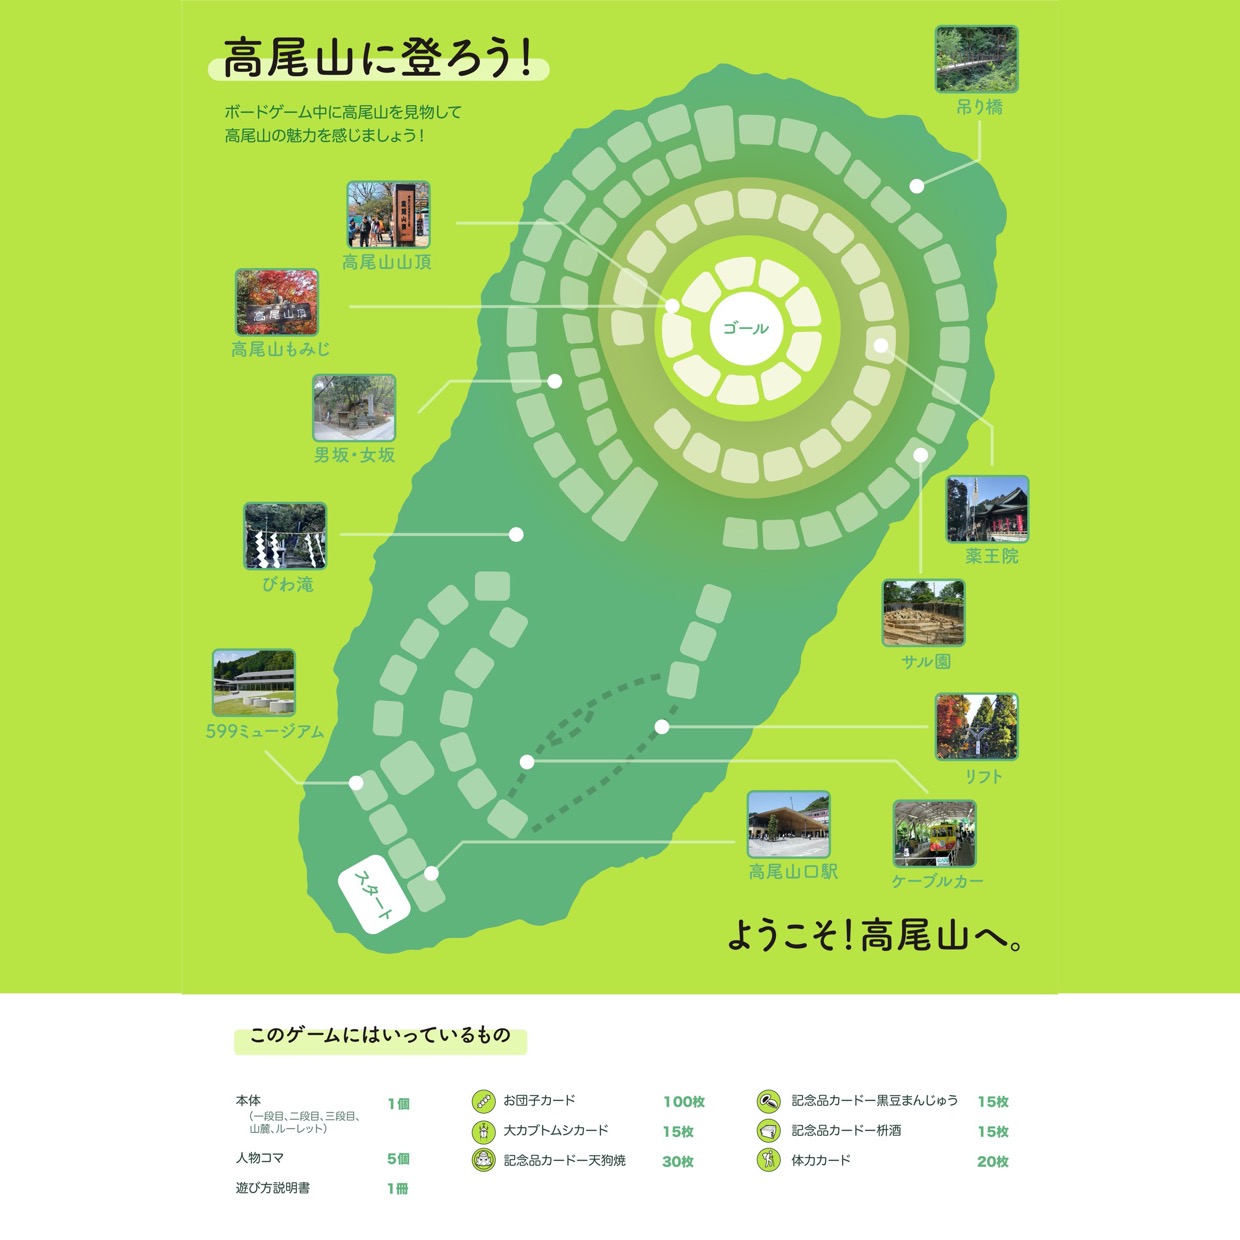 高尾山に登ろう！
ボードゲーム中に高尾山を見物して
高尾山の魅力を感じましょう！
吊り橋
高尾山山頂
高尾山頂
高尾山もみじ
ゴール
男坂・女坂
薬王院
びわ滝
サル園
599ミュージアム
リフト
高尾山口駅
ケーブルカー
スタート
ようこそ！高尾山へ。
このゲームにはいっているもの
本体 1個
（一段目、二段目、三段目、
山麓、ルーレット）
人物コマ 5個
遊び方説明書 1冊
お団子カード 100枚
大カブトムシカード 15枚
記念品カードー天狗焼 30枚
記念品カードー黒豆まんじゅう 15枚
記念品カードー枡酒 15枚
体力カード 20枚